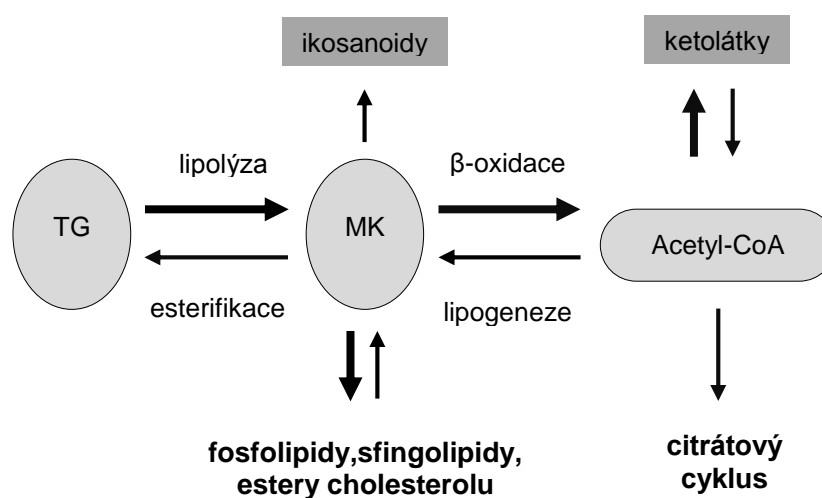 ikosanoidy
ketolátky
lipolýza
β-oxidace
TG
MK
Acetyl-CoA
esterifikace
lipogeneze
fosfolipidy,sfingolipidy,
estery cholesterolu
citrátový
cyklus